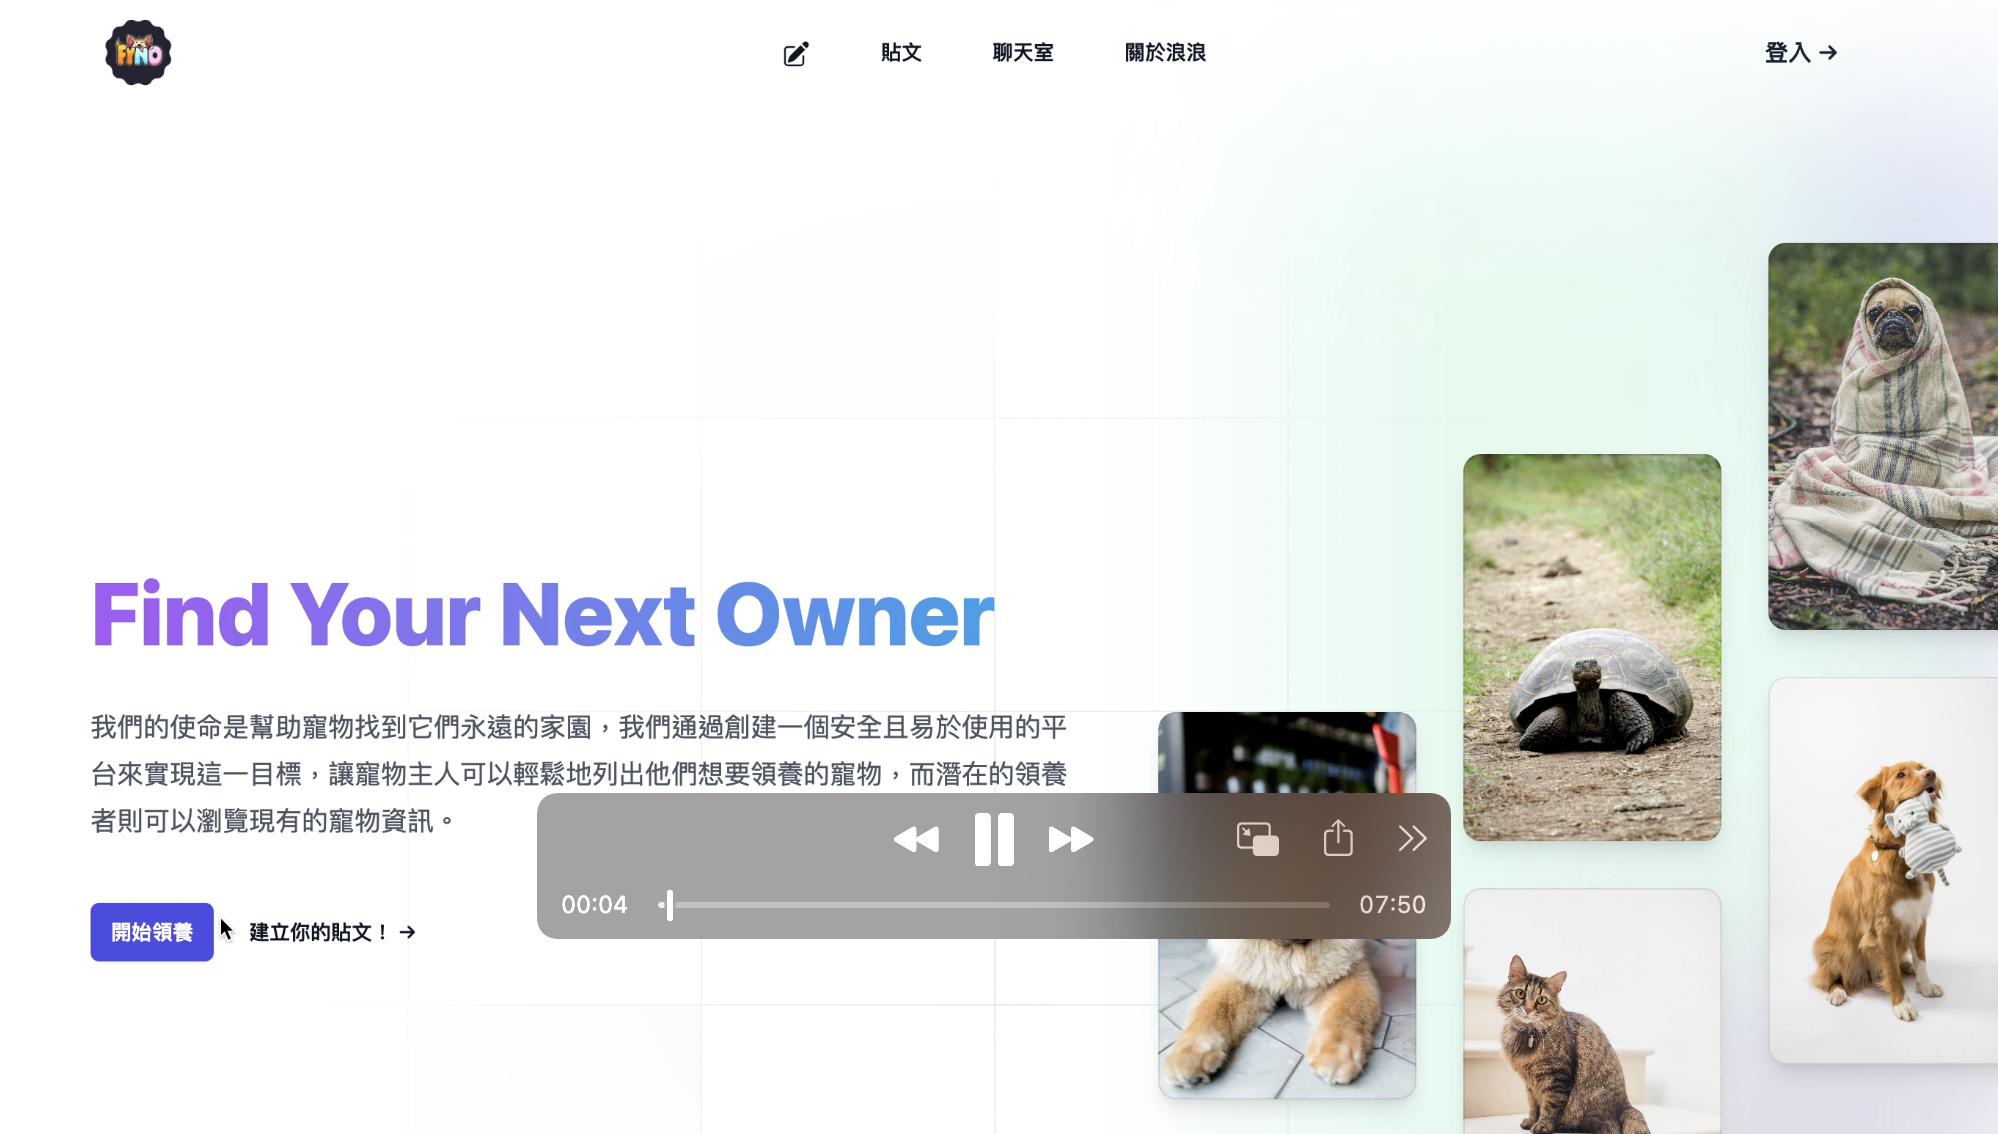 FYNO
貼文
聊天室
關於浪浪
登入 →
Find Your Next Owner
我們的使命是幫助寵物找到它們永遠的家園，我們通過創建一個安全且易於使用的平
台來實現這一目標，讓寵物主人可以輕鬆地列出他們想要領養的寵物，而潛在的領養
者則可以瀏覽現有的寵物資訊。
00:04
07:50
開始領養
建立你的貼文！ →